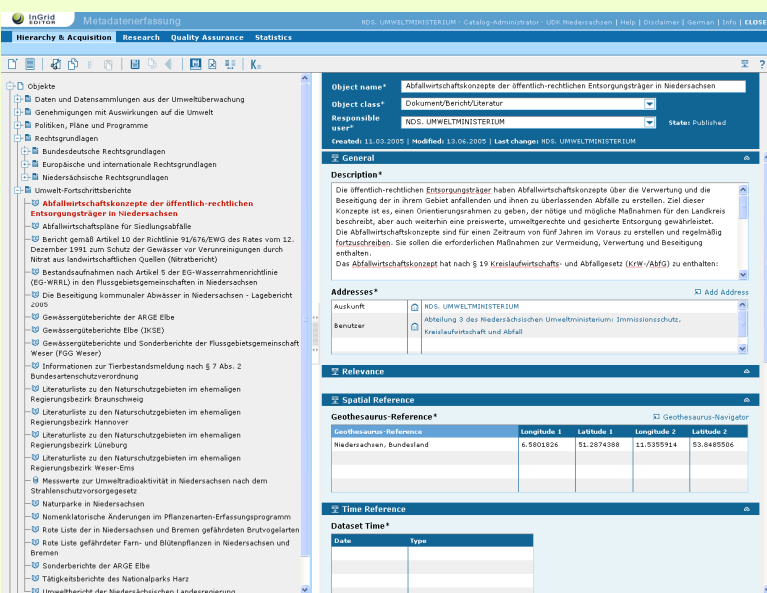 InGrid
EDITOR
Metadatenerfassung
NDS. UMWELTMINISTERIUM - Catalog-Administrator - UDK Niedersachsen | Help | Disclaimer | German | Info | CLOSE
Hierarchy & Acquisition Research Quality Assurance Statistics
Objekte
Daten und Datensammlungen aus der Umweltüberwachung
Genehmigungen mit Auswirkungen auf die Umwelt
Politiken, Pläne und Programme
Rechtsgrundlagen
Bundesdeutsche Rechtsgrundlagen
Europäische und internationale Rechtsgrundlagen
Niedersächsische Rechtsgrundlagen
Umwelt-Fortschrittsberichte
Abfallwirtschaftskonzepte der öffentlich-rechtlichen
Entsorgungsträger in Niedersachsen
Abfallwirtschaftspläne für Siedlungsabfälle
Bericht gemäß Artikel 10 der Richtlinie 91/676/EWG des Rates vom 12.
Dezember 1991 zum Schutz der Gewässer vor Verunreinigungen durch
Nitrat aus landwirtschaftlichen Quellen (Nitratbericht)
Bestandsaufnahmen nach Artikel 5 der EG-Wasserrahmenrichtlinie
(EG-WRRL) in den Flussgebietsgemeinschaften in Niedersachsen
Die Beseitigung kommunaler Abwässer in Niedersachsen - Lagebericht
2005
Gewässergüteberichte der ARGE Elbe
Gewässergüteberichte Elbe (IKSE)
Gewässergüteberichte und Sonderberichte der Flussgebietsgemeinschaft
Weser (FGG Weser)
Informationen zur Tierbestandsmeldung nach § 7 Abs. 2
Bundesartenschutzverordnung
Literaturliste zu den Naturschutzgebieten im ehemaligen
Regierungsbezirk Braunschweig
Literaturliste zu den Naturschutzgebieten im ehemaligen
Regierungsbezirk Hannover
Literaturliste zu den Naturschutzgebieten im ehemaligen
Regierungsbezirk Lüneburg
Literaturliste zu den Naturschutzgebieten im ehemaligen
Regierungsbezirk Weser-Ems
Messwerte zur Umweltradioaktivität in Niedersachsen nach dem
Strahlenschutzvorsorgegesetz
Naturparke in Niedersachsen
Nomenklatorische Änderungen im Pflanzenarten-Erfassungsprogramm
Rote Liste der in Niedersachsen und Bremen gefährdeten Brutvogelarten
Rote Liste gefährdeter Farn- und Blütenpflanzen in Niedersachsen und
Bremen
Sonderberichte der ARGE Elbe
Tätigkeitsberichte des Nationalparks Harz
Umweltbericht der Niedersächsischen Landesregierung
Object name* Abfallwirtschaftskonzepte der öffentlich-rechtlichen Entsorgungsträger in Niedersachsen
Object class* Dokument/Bericht/Literatur
Responsible
user* NDS. UMWELTMINISTERIUM State: Published
Created: 11.03.2005 | Modified: 13.06.2005 | Last change: NDS. UMWELTMINISTERIUM
General
Description*
Die öffentlich-rechtlichen Entsorgungsträger haben Abfallwirtschaftskonzepte über die Verwertung und die
Beseitigung der in ihrem Gebiet anfallenden und ihnen zu überlassenden Abfälle zu erstellen. Ziel dieser
Konzepte ist es, einen Orientierungsrahmen zu geben, der nötige und mögliche Maßnahmen für den Landkreis
beschreibt, aber auch weiterhin eine preiswerte, umweltgerechte und gesicherte Entsorgung gewährleistet.
Die Abfallwirtschaftskonzepte sind für einen Zeitraum von fünf Jahren im Voraus zu erstellen und regelmäßig
fortzuschreiben. Sie sollen die erforderlichen Maßnahmen zur Vermeidung, Verwertung und Beseitigung
enthalten.
Das Abfallwirtschaftskonzept hat nach § 19 Kreislaufwirtschafts- und Abfallgesetz (KrW-/AbfG) zu enthalten:
Addresses* Add Address
Auskunft NDS. UMWELTMINISTERIUM
Benutzer Abteilung 3 des Niedersächsischen Umweltministerium: Immissionsschutz,
Kreislaufwirtschaft und Abfall
Relevance
Spatial Reference
Geothesaurus-Reference* Geothesaurus-Navigator
Geothesaurus-Reference Longitude 1 Latitude 1 Longitude 2 Latitude 2
Niedersachsen, Bundesland 6.5801826 51.2874388 11.5355914 53.8485506
Time Reference
Dataset Time*
Date Type